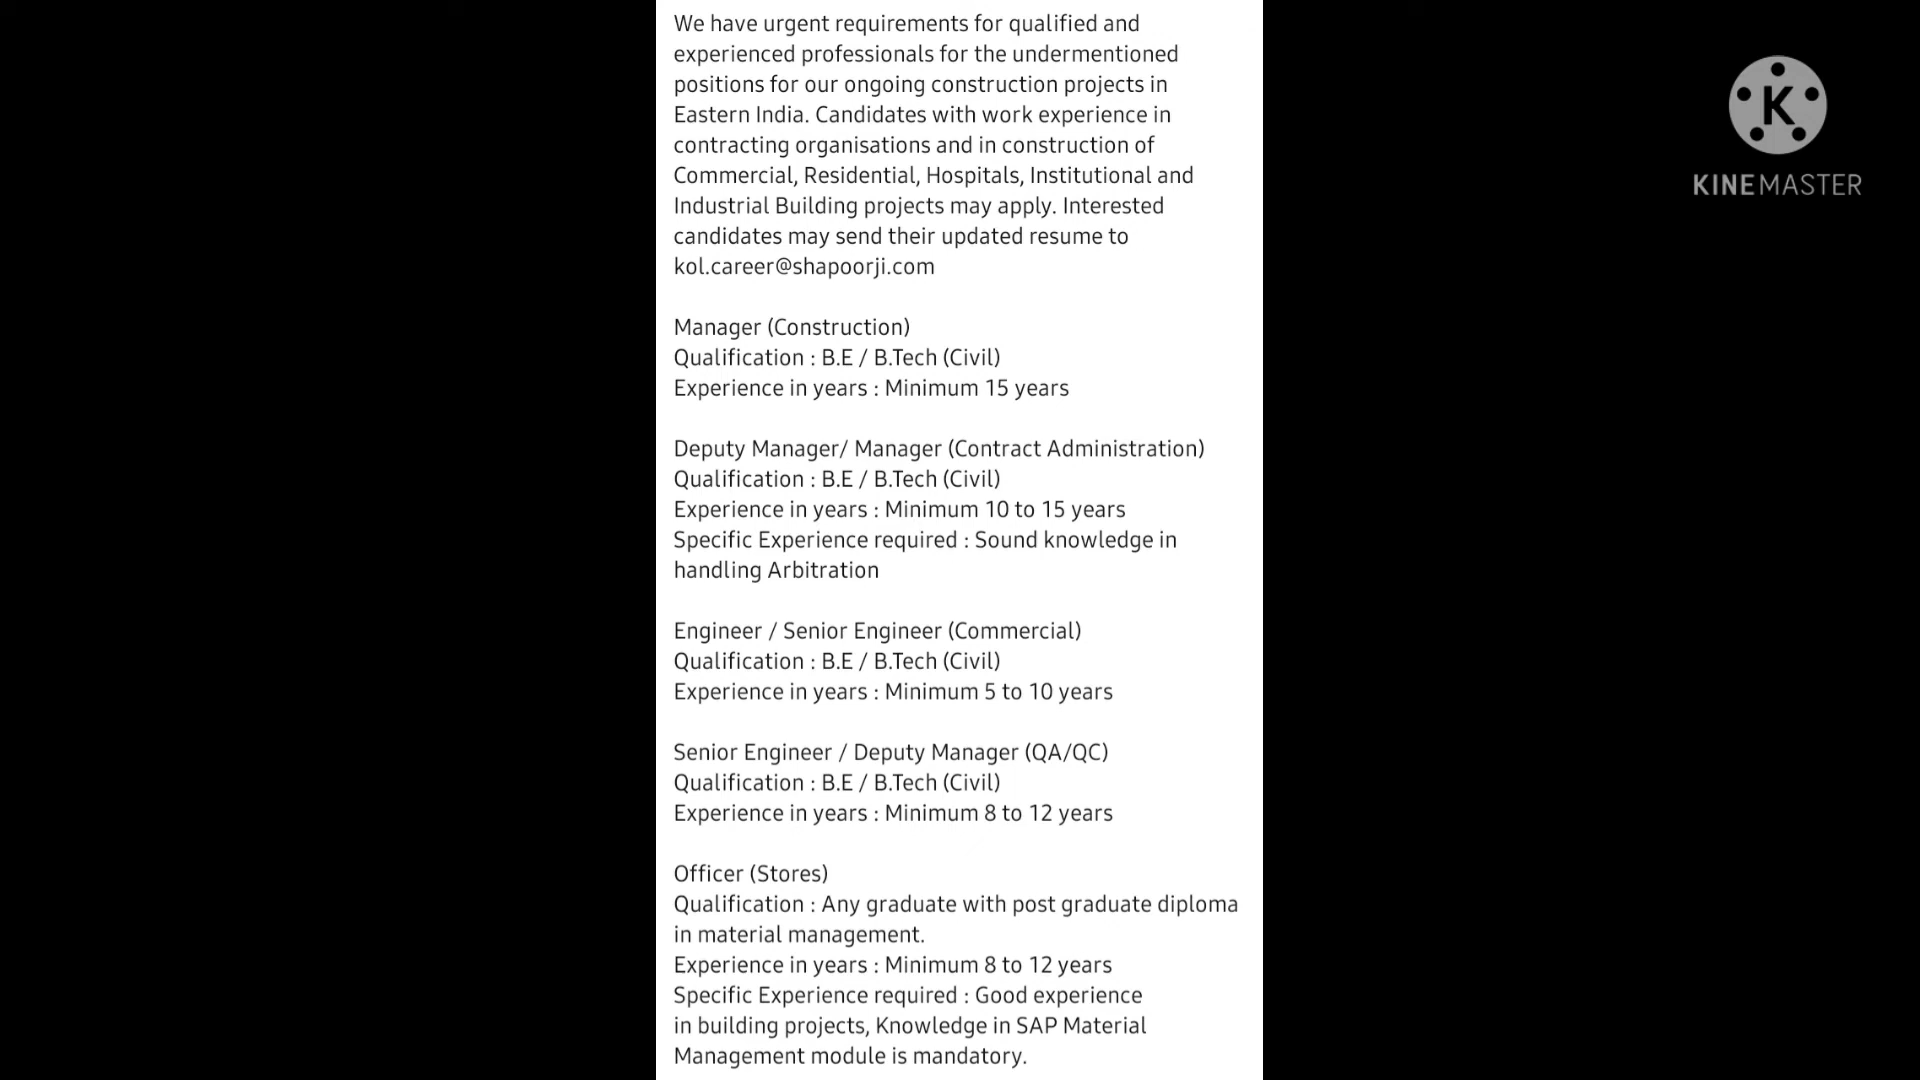 We have urgent requirements for qualified and
experienced professionals for the undermentioned
positions for our ongoing construction projects in
Eastern India. Candidates with work experience in
contracting organisations and in construction of
Commercial, Residential, Hospitals, Institutional and
Industrial Building projects may apply. Interested
candidates may send their updated resume to
kol.career@shapoorji.com
Manager (Construction)
Qualification : B.E / B.Tech (Civil)
Experience in years : Minimum 15 years
Deputy Manager/ Manager (Contract Administration)
Qualification : B.E / B.Tech (Civil)
Experience in years : Minimum 10 to 15 years
Specific Experience required : Sound knowledge in
handling Arbitration
Engineer / Senior Engineer (Commercial)
Qualification : B.E / B.Tech (Civil)
Experience in years : Minimum 5 to 10 years
Senior Engineer / Deputy Manager (QA/QC)
Qualification : B.E / B.Tech (Civil)
Experience in years : Minimum 8 to 12 years
Officer (Stores)
Qualification : Any graduate with post graduate diploma
in material management.
Experience in years : Minimum 8 to 12 years
Specific Experience required : Good experience
in building projects, Knowledge in SAP Material
Management module is mandatory.
K
KINEMASTER